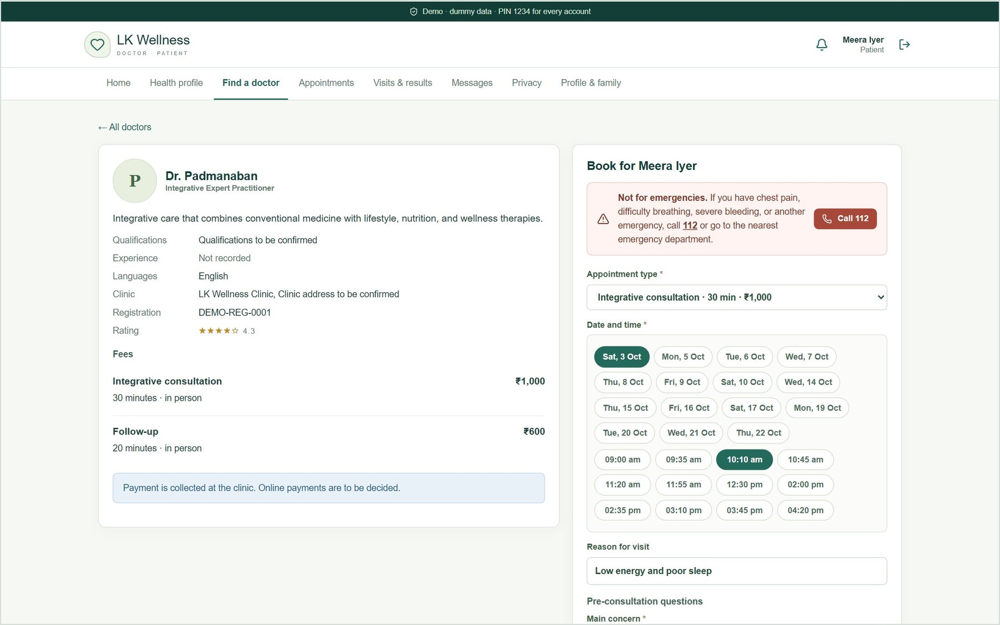 Demo · dummy data · PIN 1234 for every account
LK Wellness
DOCTOR · PATIENT
Meera Iyer
Patient
Home
Health profile
Find a doctor
Appointments
Visits & results
Messages
Privacy
Profile & family
← All doctors
P
Dr. Padmanaban
Integrative Expert Practitioner
Integrative care that combines conventional medicine with lifestyle, nutrition, and wellness therapies.
Qualifications Qualifications to be confirmed
Experience Not recorded
Languages English
Clinic LK Wellness Clinic, Clinic address to be confirmed
Registration DEMO-REG-0001
Rating ★★★★☆ 4.3
Fees
Integrative consultation ₹1,000
30 minutes · in person
Follow-up ₹600
20 minutes · in person
Payment is collected at the clinic. Online payments are to be decided.
Book for Meera Iyer
Not for emergencies. If you have chest pain,
difficulty breathing, severe bleeding, or another
emergency, call 112 or go to the nearest
emergency department.
Call 112
Appointment type *
Integrative consultation · 30 min · ₹1,000
Date and time *
Sat, 3 Oct Mon, 5 Oct Tue, 6 Oct Wed, 7 Oct
Thu, 8 Oct Fri, 9 Oct Sat, 10 Oct Wed, 14 Oct
Thu, 15 Oct Fri, 16 Oct Sat, 17 Oct Mon, 19 Oct
Tue, 20 Oct Wed, 21 Oct Thu, 22 Oct
09:00 am 09:35 am 10:10 am 10:45 am
11:20 am 11:55 am 12:30 pm 02:00 pm
02:35 pm 03:10 pm 03:45 pm 04:20 pm
Reason for visit
Low energy and poor sleep
Pre-consultation questions
Main concern *